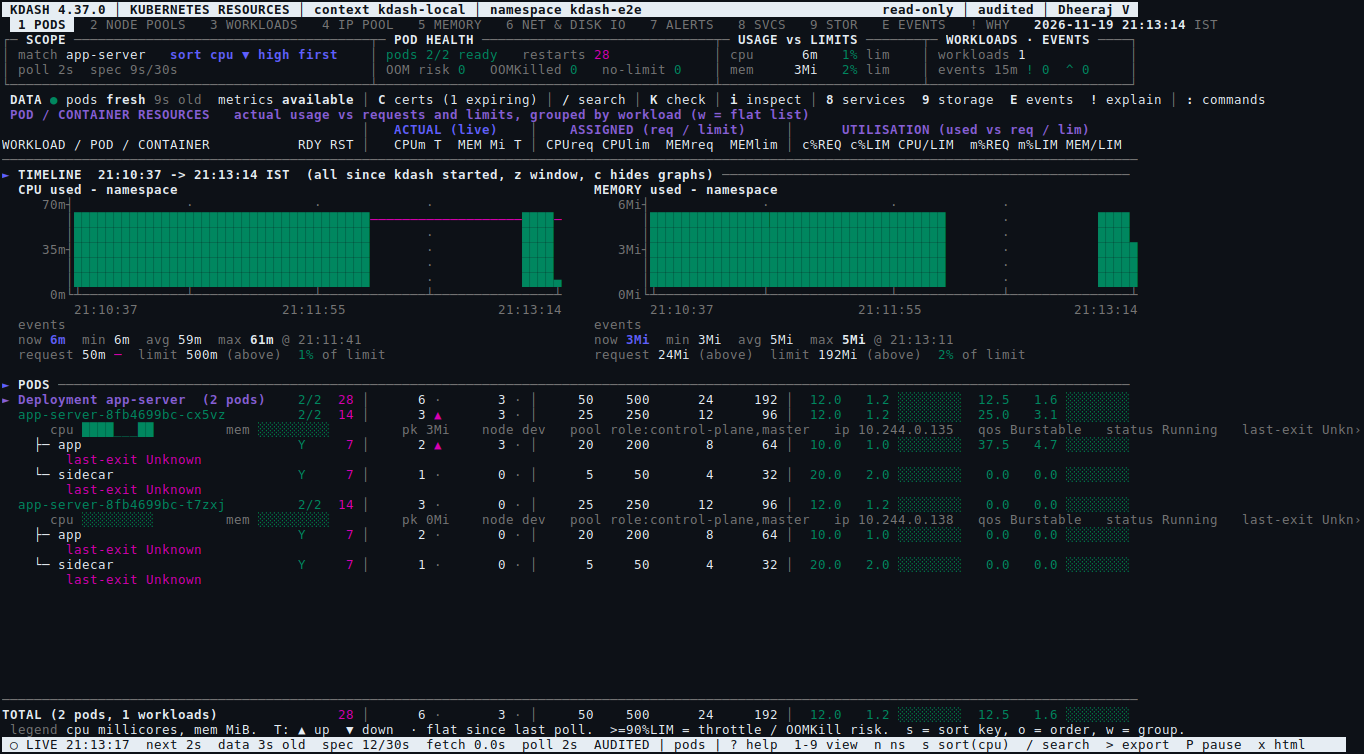 KDASH 4.37.0 │ KUBERNETES RESOURCES │ context kdash-local │ namespace kdash-e2e read-only │ audited │ Dheeraj V
1 PODS 2 NODE POOLS 3 WORKLOADS 4 IP POOL 5 MEMORY 6 NET & DISK IO 7 ALERTS 8 SVCS 9 STOR E EVENTS ! WHY 2026-11-19 21:13:14 IST
SCOPE POD HEALTH USAGE vs LIMITS WORKLOADS · EVENTS
match app-server sort cpu ▼ high first │ pods 2/2 ready restarts 28 │ cpu 6m 1% lim │ workloads 1
poll 2s spec 9s/30s │ OOM risk 0 OOMKilled 0 no-limit 0 │ mem 3Mi 2% lim │ events 15m ! 0 ^ 0
DATA ● pods fresh 9s old metrics available │ C certs (1 expiring) │ / search │ K check │ i inspect │ 8 services 9 storage E events ! explain │ : commands
POD / CONTAINER RESOURCES actual usage vs requests and limits, grouped by workload (w = flat list)
│ ACTUAL (live) │ ASSIGNED (req / limit) │ UTILISATION (used vs req / lim)
WORKLOAD / POD / CONTAINER RDY RST │ CPUm T MEM Mi T │ CPUreq CPUlim MEMreq MEMlim │ c%REQ c%LIM CPU/LIM m%REQ m%LIM MEM/LIM
► TIMELINE 21:10:37 -> 21:13:14 IST (all since kdash started, z window, c hides graphs)
CPU used - namespace MEMORY used - namespace
70m 6Mi
35m 3Mi
0m 0Mi
21:10:37 21:11:55 21:13:14 21:10:37 21:11:55 21:13:14
events events
now 6m min 6m avg 59m max 61m @ 21:11:41 now 3Mi min 3Mi avg 5Mi max 5Mi @ 21:13:11
request 50m ─ limit 500m (above) 1% of limit request 24Mi (above) limit 192Mi (above) 2% of limit
► PODS
► Deployment app-server (2 pods) 2/2 28 │ 6 · 3 · │ 50 500 24 192 │ 12.0 1.2 12.5 1.6
app-server-8fb4699bc-cx5vz 2/2 14 │ 3 ▲ 3 · │ 25 250 12 96 │ 12.0 1.2 25.0 3.1
cpu mem pk 3Mi node dev pool role:control-plane,master ip 10.244.0.135 qos Burstable status Running last-exit Unkn›
├─ app Y 7 │ 2 ▲ 3 · │ 20 200 8 64 │ 10.0 1.0 37.5 4.7
last-exit Unknown
└─ sidecar Y 7 │ 1 · 0 · │ 5 50 4 32 │ 20.0 2.0 0.0 0.0
last-exit Unknown
app-server-8fb4699bc-t7zxj 2/2 14 │ 3 · 0 · │ 25 250 12 96 │ 12.0 1.2 0.0 0.0
cpu mem pk 0Mi node dev pool role:control-plane,master ip 10.244.0.138 qos Burstable status Running last-exit Unkn›
├─ app Y 7 │ 2 · 0 · │ 20 200 8 64 │ 10.0 1.0 0.0 0.0
last-exit Unknown
└─ sidecar Y 7 │ 1 · 0 · │ 5 50 4 32 │ 20.0 2.0 0.0 0.0
last-exit Unknown
TOTAL (2 pods, 1 workloads) 28 │ 6 · 3 · │ 50 500 24 192 │ 12.0 1.2 12.5 1.6
legend cpu millicores, mem MiB. T: ▲ up ▼ down · flat since last poll. >=90%LIM = throttle / OOMKill risk. s = sort key, o = order, w = group.
○ LIVE 21:13:17 next 2s data 3s old spec 12/30s fetch 0.0s poll 2s AUDITED │ pods │ ? help 1-9 view n ns s sort(cpu) / search > export P pause x html